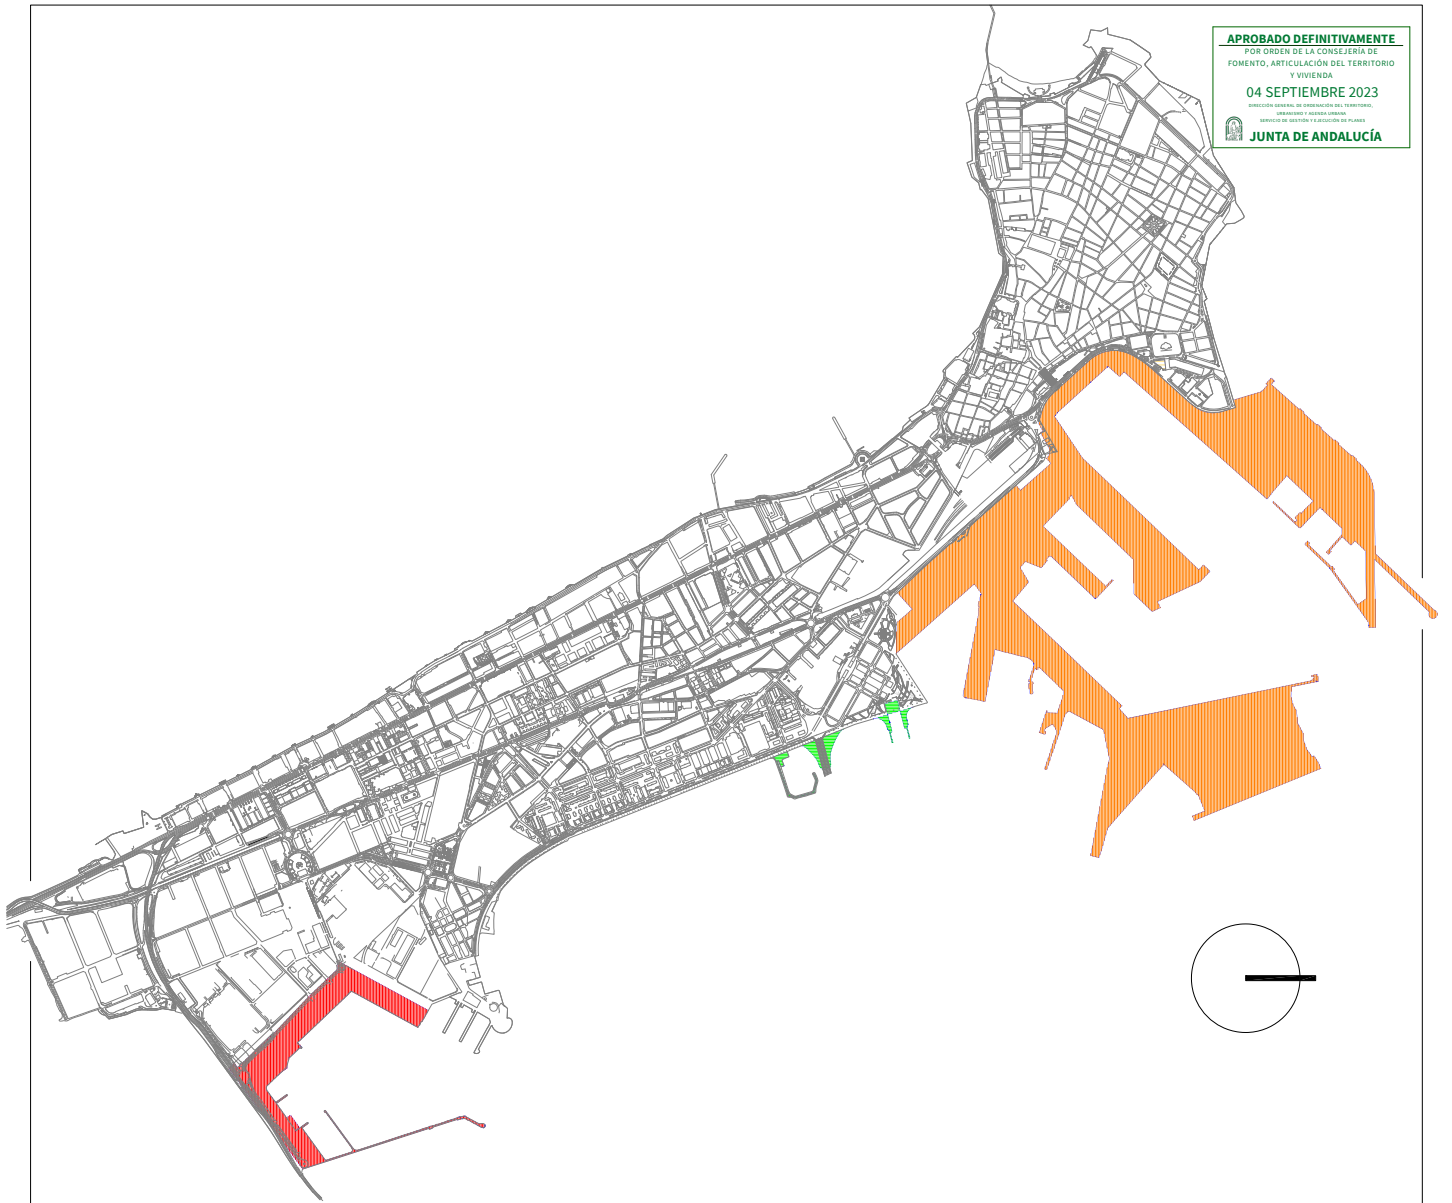 APROBADO DEFINITIVAMENTE
POR ORDEN DE LA CONSEJERÍA DE
FOMENTO, ARTICULACIÓN DEL TERRITORIO
Y VIVIENDA
04 SEPTIEMBRE 2023
DIRECCIÓN GENERAL DE ORDENACIÓN DEL TERRITORIO,
URBANISMO Y AGENDA URBANA
SERVICIO DE GESTIÓN Y EJECUCIÓN DE PLANES
JUNTA DE ANDALUCÍA